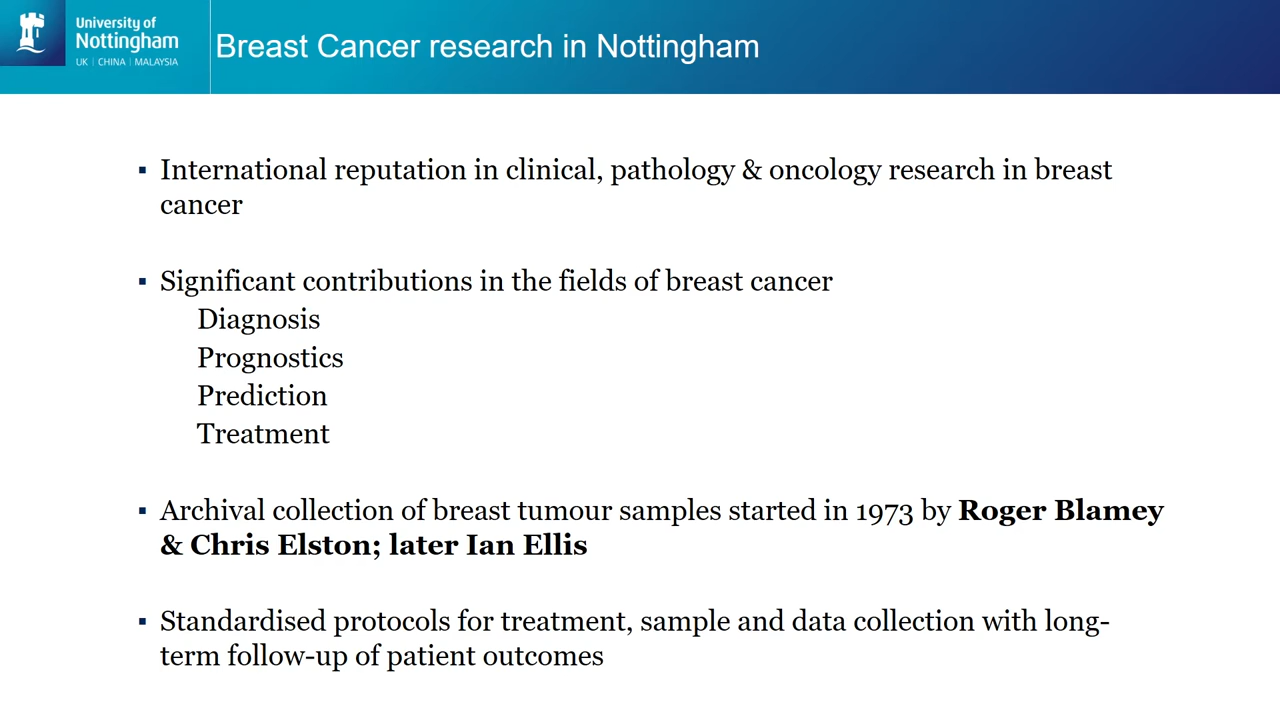 University of
Nottingham
UK | CHINA | MALAYSIA
Breast Cancer research in Nottingham
▪ International reputation in clinical, pathology & oncology research in breast
cancer
▪ Significant contributions in the fields of breast cancer
Diagnosis
Prognostics
Prediction
Treatment
▪ Archival collection of breast tumour samples started in 1973 by Roger Blamey
& Chris Elston; later Ian Ellis
▪ Standardised protocols for treatment, sample and data collection with long-
term follow-up of patient outcomes